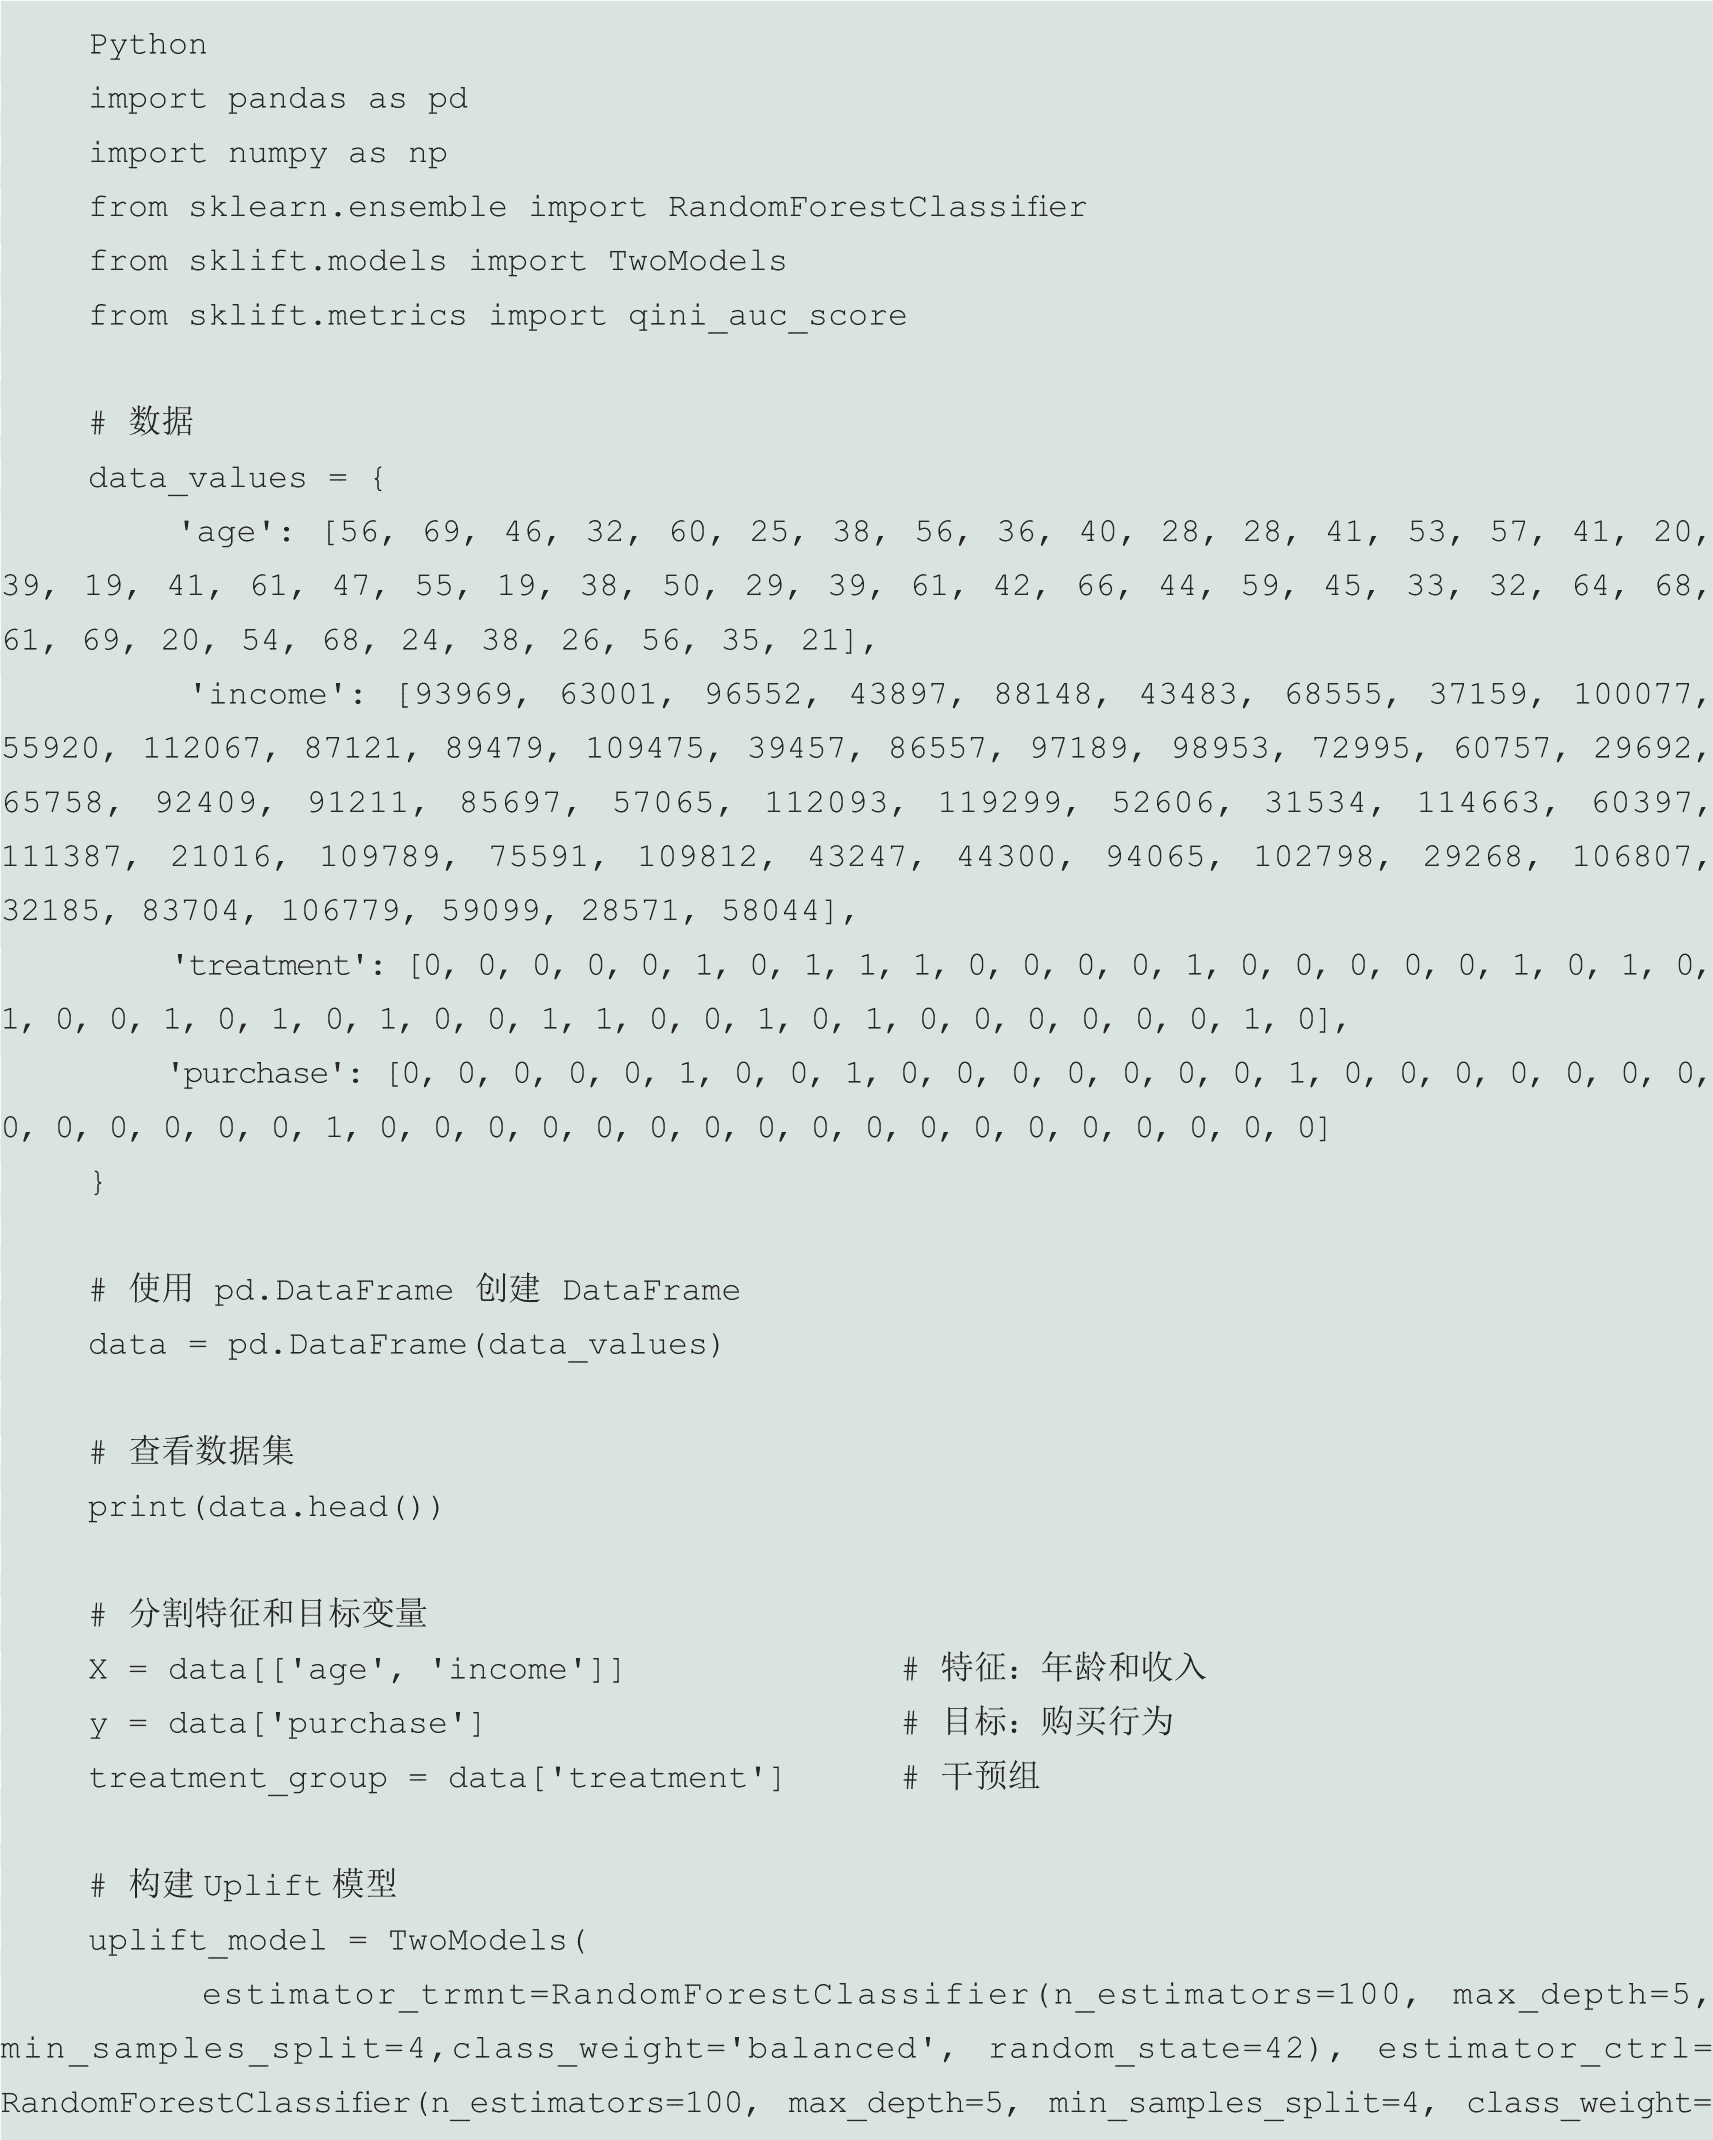 Python
import pandas as pd
import numpy as np
from sklearn.ensemble import RandomForestClassifier
from sklift.models import TwoModels
from sklift.metrics import qini_auc_score
# 数据
data_values = {
'age': [56, 69, 46, 32, 60, 25, 38, 56, 36, 40, 28, 28, 41, 53, 57, 41, 20,
39, 19, 41, 61, 47, 55, 19, 38, 50, 29, 39, 61, 42, 66, 44, 59, 45, 33, 32, 64, 68,
61, 69, 20, 54, 68, 24, 38, 26, 56, 35, 21],
'income': [93969, 63001, 96552, 43897, 88148, 43483, 68555, 37159, 100077,
55920, 112067, 87121, 89479, 109475, 39457, 86557, 97189, 98953, 72995, 60757, 29692,
65758, 92409, 91211, 85697, 57065, 112093, 119299, 52606, 31534, 114663, 60397,
111387, 21016, 109789, 75591, 109812, 43247, 44300, 94065, 102798, 29268, 106807,
32185, 83704, 106779, 59099, 28571, 58044],
'treatment': [0, 0, 0, 0, 0, 1, 0, 1, 1, 1, 0, 0, 0, 0, 1, 0, 0, 0, 0, 0, 1, 0, 1, 0,
1, 0, 0, 1, 0, 1, 0, 1, 0, 0, 1, 1, 0, 0, 1, 0, 1, 0, 0, 0, 0, 0, 0, 1, 0],
'purchase': [0, 0, 0, 0, 0, 1, 0, 0, 1, 0, 0, 0, 0, 0, 0, 0, 1, 0, 0, 0, 0, 0, 0, 0,
0, 0, 0, 0, 0, 0, 1, 0, 0, 0, 0, 0, 0, 0, 0, 0, 0, 0, 0, 0, 0, 0, 0, 0, 0]
}
# 使用 pd.DataFrame 创建 DataFrame
data = pd.DataFrame(data_values)
# 查看数据集
print(data.head())
# 分割特征和目标变量
X = data[['age', 'income']] # 特征：年龄和收入
y = data['purchase'] # 目标：购买行为
treatment_group = data['treatment'] # 干预组
# 构建Uplift模型
uplift_model = TwoModels(
estimator_trmnt=RandomForestClassifier(n_estimators=100, max_depth=5,
min_samples_split=4,class_weight='balanced', random_state=42), estimator_ctrl=
RandomForestClassifier(n_estimators=100, max_depth=5, min_samples_split=4, class_weight=